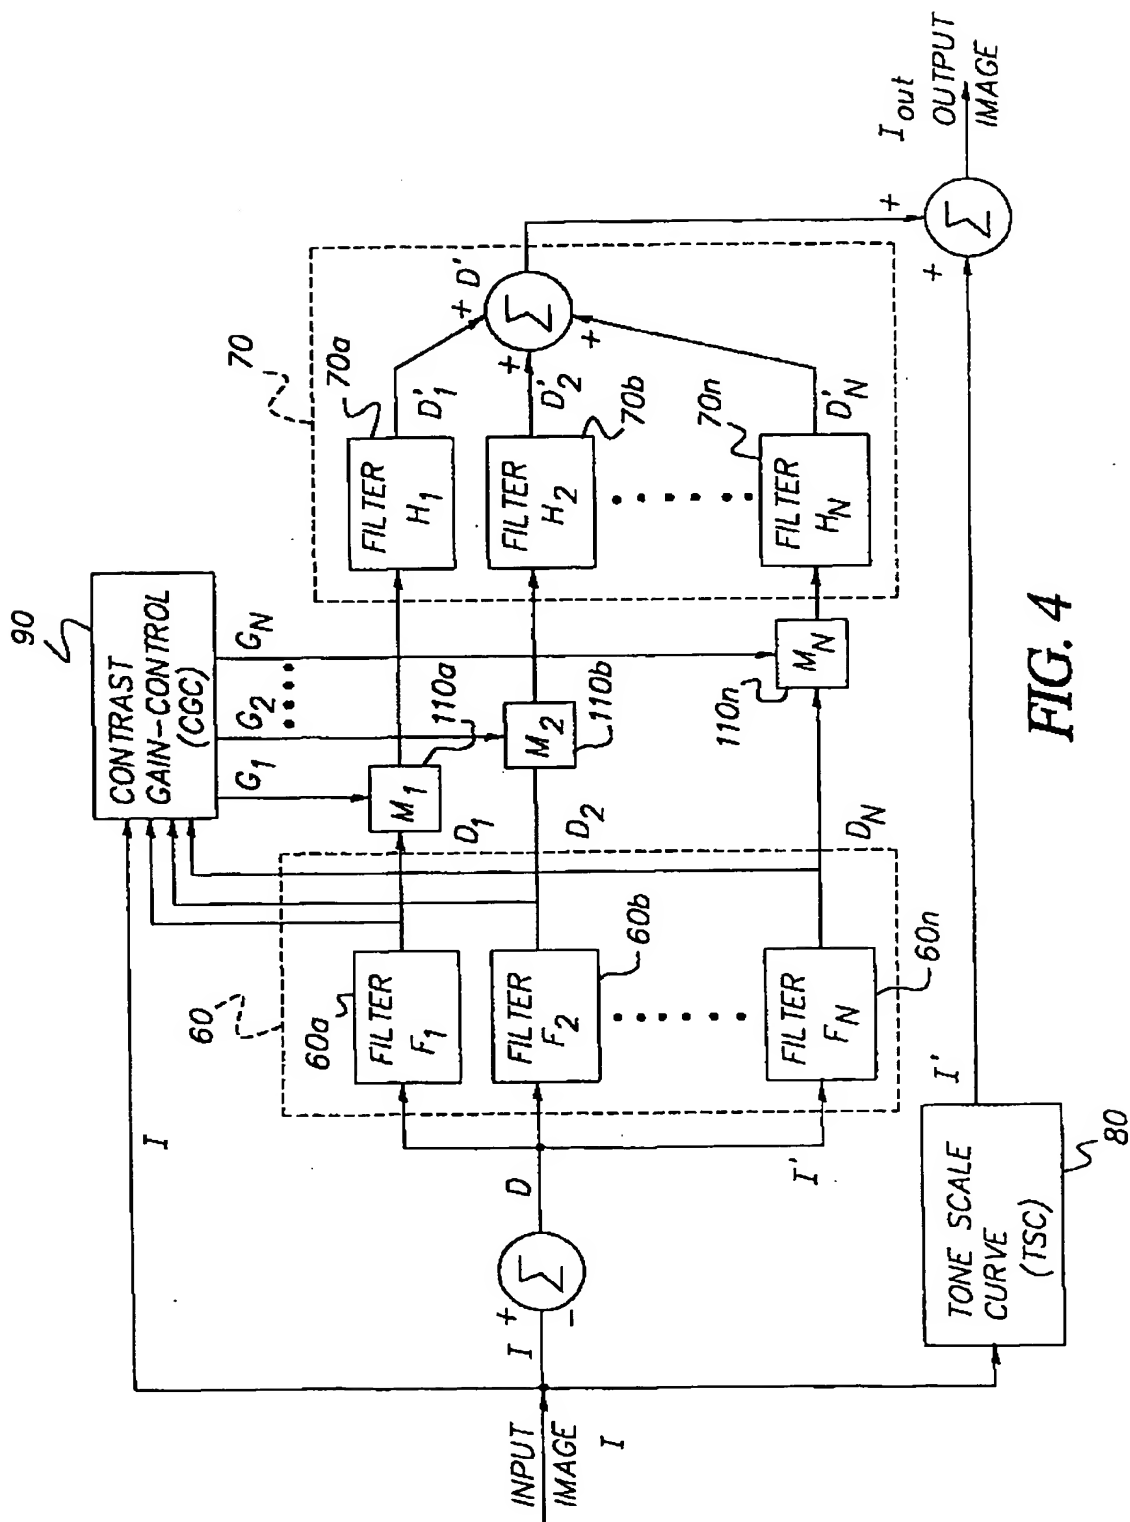 90
CONTRAST
GAIN-CONTROL
(CGC)
I
G1
G2
GN
60
60a
FILTER
F1
D1
M1
110a
70
70a
FILTER
H1
D'1
INPUT
IMAGE
I
I
+
−
Σ
D
FILTER
F2
60b
D2
M2
110b
FILTER
H2
70b
D'2
+
+
+
Σ
D'
I'
FILTER
FN
60n
DN
110n
MN
70n
FILTER
HN
D'N
TONE SCALE
CURVE
(TSC)
80
I'
+
+
Σ
Iout
OUTPUT
IMAGE
FIG. 4